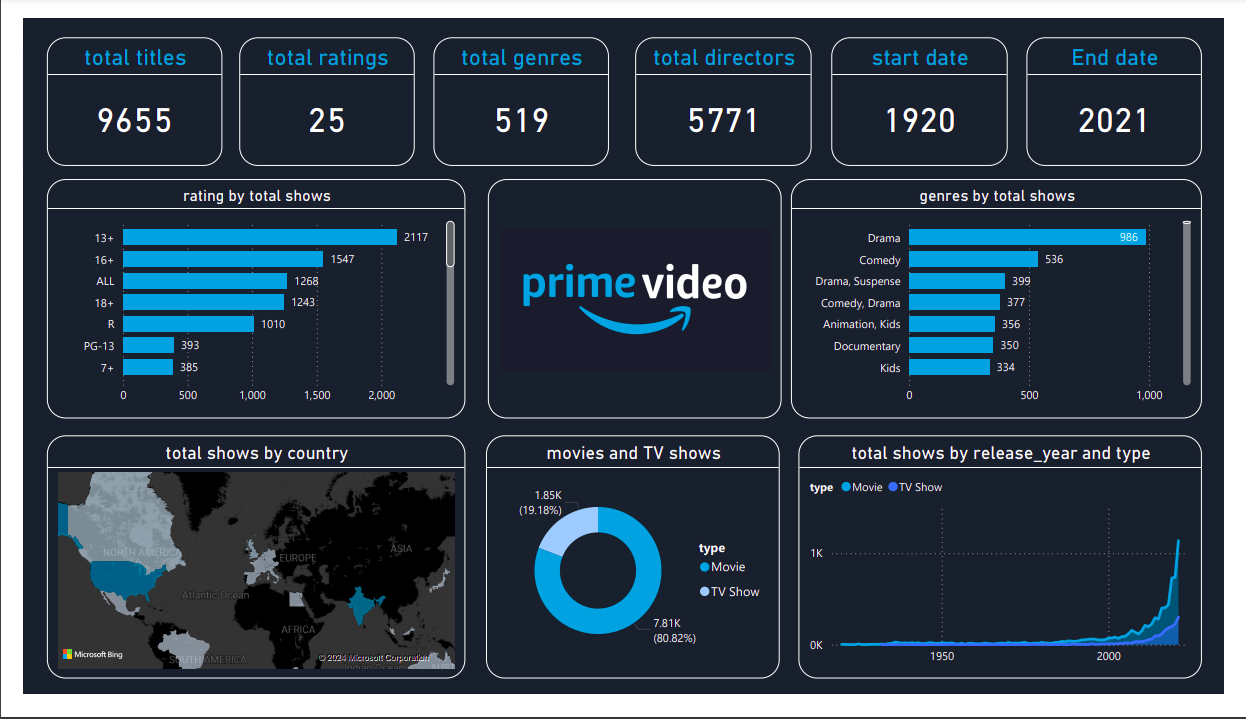 total titles
9655
total ratings
25
total genres
519
total directors
5771
start date
1920
End date
2021
rating by total shows
13+ 2117
16+ 1547
ALL 1268
18+ 1243
R 1010
PG-13 393
7+ 385
0 500 1,000 1,500 2,000
prime video
genres by total shows
Drama 986
Comedy 536
Drama, Suspense 399
Comedy, Drama 377
Animation, Kids 356
Documentary 350
Kids 334
0 500 1,000
total shows by country
NORTH AMERICA
EUROPE
ASIA
Atlantic Ocean
AFRICA
SOUTH AMERICA
Indian Ocean
AUS
Microsoft Bing
© 2024 Microsoft Corporation
movies and TV shows
1.85K
(19.18%)
type
Movie
TV Show
7.81K
(80.82%)
total shows by release_year and type
type Movie TV Show
1K
0K
1950 2000